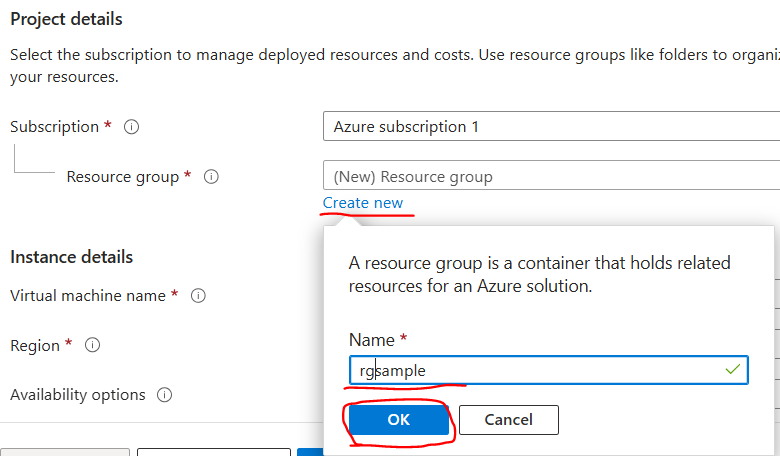 Project details
Select the subscription to manage deployed resources and costs. Use resource groups like folders to organi
your resources.
Subscription *
Azure subscription 1
Resource group *
(New) Resource group
Create new
A resource group is a container that holds related
resources for an Azure solution.
Instance details
Virtual machine name *
Name *
Region *
rgsample
Availability options
OK
Cancel